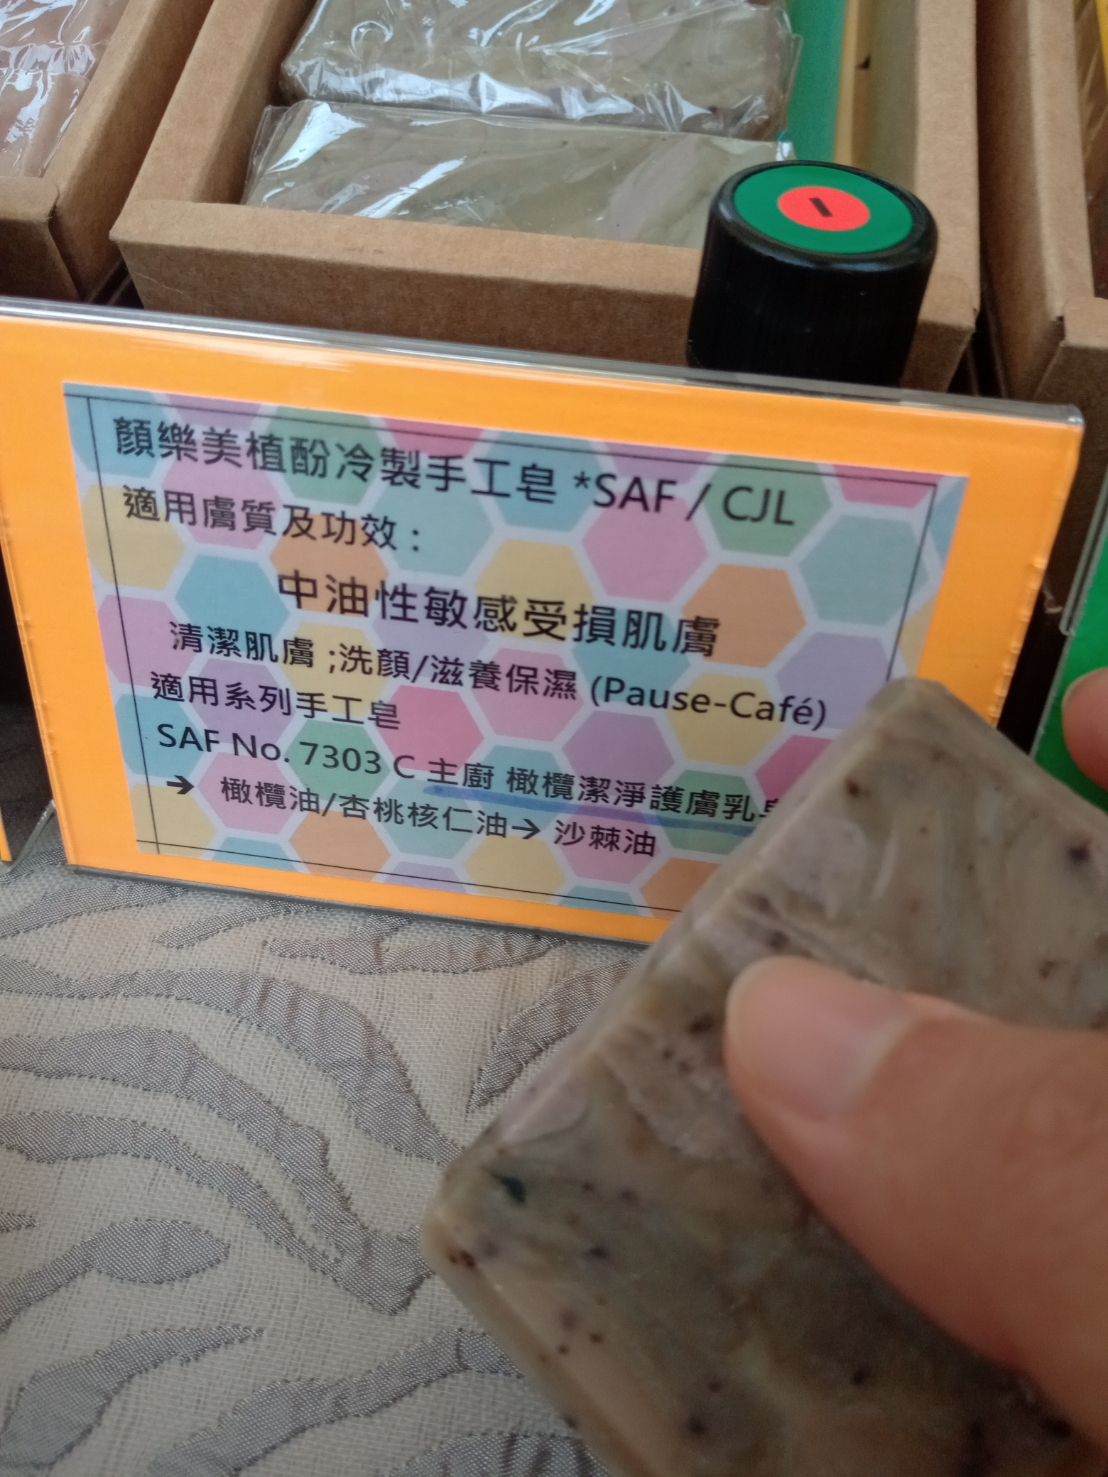 顏樂美植酚冷製手工皂 *SAF / CJL
適用膚質及功效 :
中油性敏感受損肌膚
清潔肌膚 ;洗顏/滋養保濕 (Pause-Café)
適用系列手工皂
SAF No. 7303 C 主廚 橄欖潔淨護膚乳
➔ 橄欖油/杏桃核仁油➔ 沙棘油